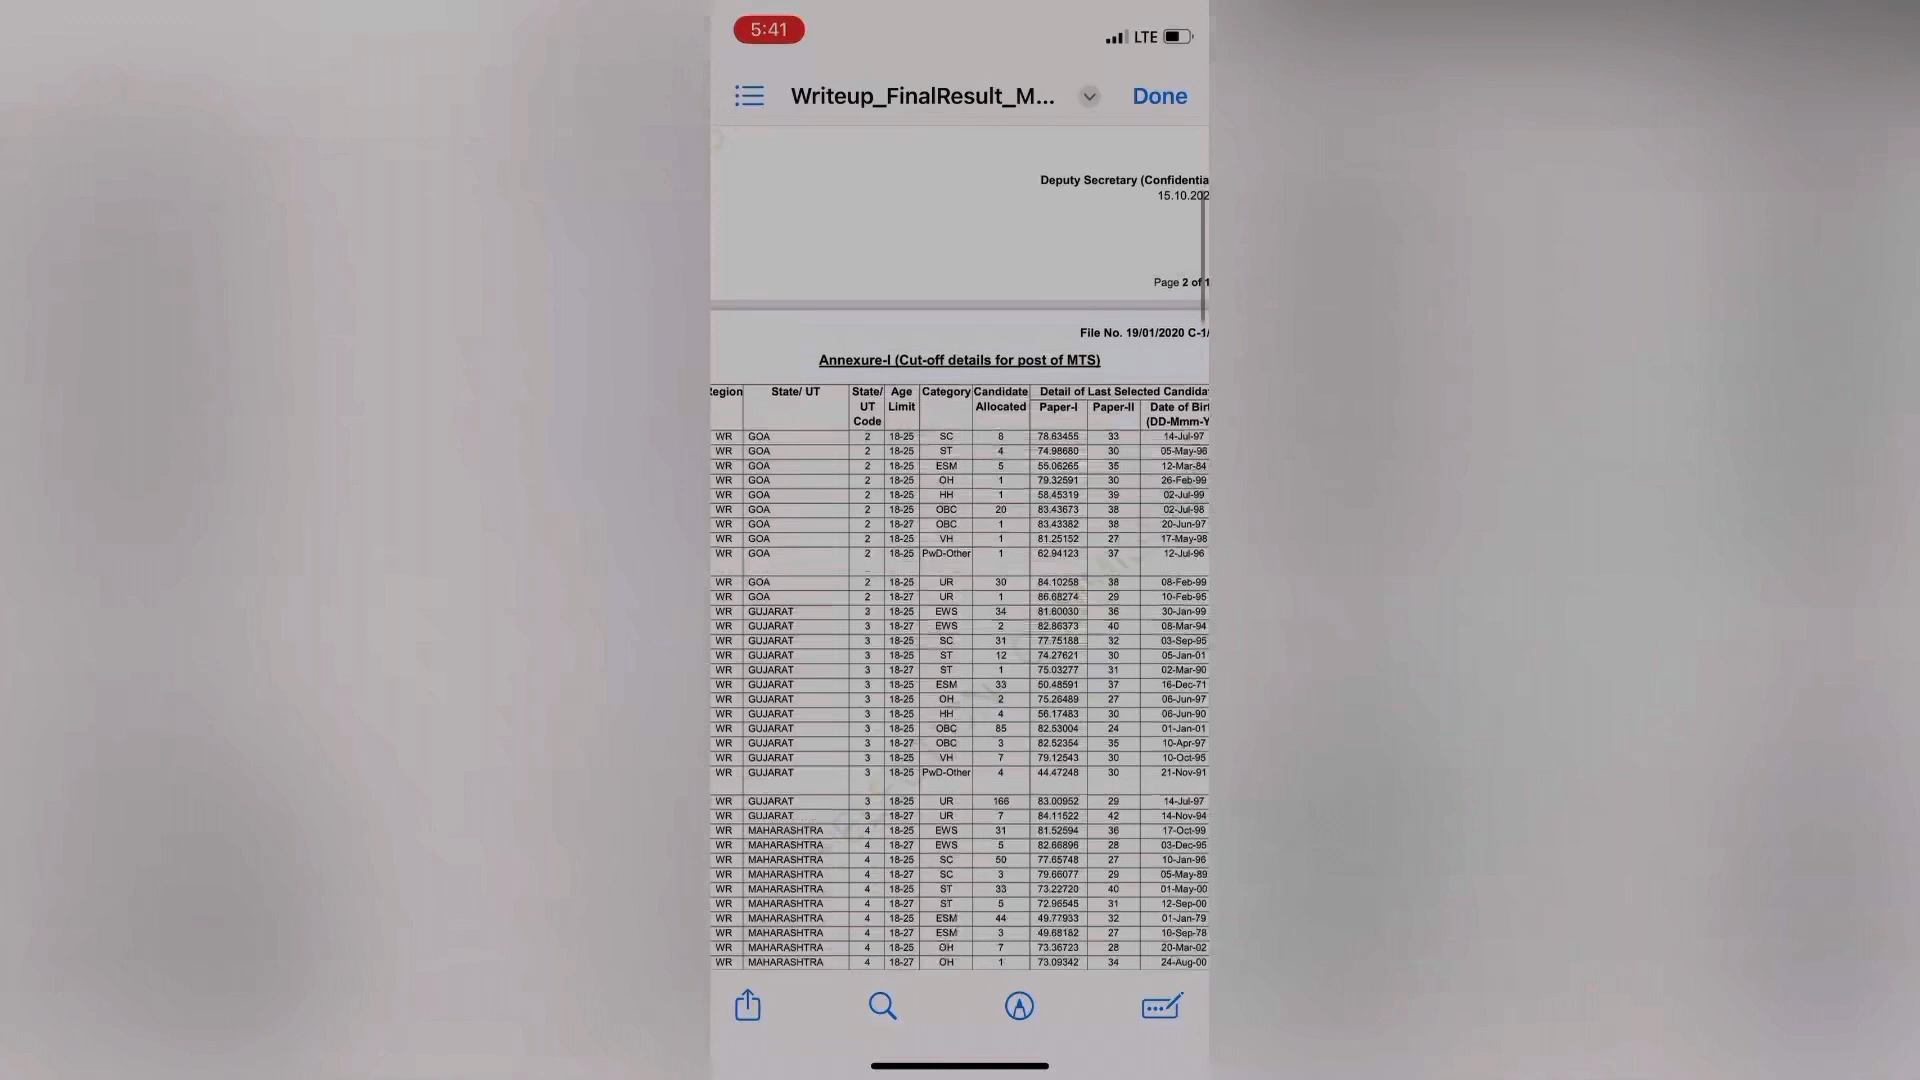 5:41
LTE
Writeup_FinalResult_M...
Done
Deputy Secretary (Confidentia
15.10.202
Page 2 of 1
File No. 19/01/2020 C-1/
Annexure-I (Cut-off details for post of MTS)
Region State/ UT State/ UT Code Age Limit Category Candidate Allocated Detail of Last Selected Candida
Paper-I Paper-II Date of Birt (DD-Mmm-Y
WR GOA 2 18-25 SC 8 78.63455 33 14-Jul-97
WR GOA 2 18-25 ST 4 74.98680 30 05-May-96
WR GOA 2 18-25 ESM 5 55.06265 35 12-Mar-84
WR GOA 2 18-25 OH 1 79.32591 30 26-Feb-99
WR GOA 2 18-25 HH 1 58.45319 39 02-Jul-99
WR GOA 2 18-25 OBC 20 83.43673 38 02-Jul-98
WR GOA 2 18-27 OBC 1 83.43382 38 20-Jun-97
WR GOA 2 18-25 VH 1 81.25152 27 17-May-98
WR GOA 2 18-25 PwD-Other 1 62.94123 37 12-Jul-96
WR GOA 2 18-25 UR 30 84.10258 38 08-Feb-99
WR GOA 2 18-27 UR 1 86.68274 29 10-Feb-95
WR GUJARAT 3 18-25 EWS 34 81.60030 36 30-Jan-99
WR GUJARAT 3 18-27 EWS 2 82.86373 40 08-Mar-94
WR GUJARAT 3 18-25 SC 31 77.75188 32 03-Sep-95
WR GUJARAT 3 18-25 ST 12 74.27621 30 05-Jan-01
WR GUJARAT 3 18-27 ST 1 75.03277 31 02-Mar-90
WR GUJARAT 3 18-25 ESM 33 50.48591 37 16-Dec-71
WR GUJARAT 3 18-25 OH 2 75.26489 27 06-Jun-97
WR GUJARAT 3 18-25 HH 4 56.17483 30 06-Jun-90
WR GUJARAT 3 18-25 OBC 85 82.53004 24 01-Jan-01
WR GUJARAT 3 18-27 OBC 3 82.52354 35 10-Apr-97
WR GUJARAT 3 18-25 VH 7 79.12543 30 10-Oct-95
WR GUJARAT 3 18-25 PwD-Other 4 44.47248 30 21-Nov-91
WR GUJARAT 3 18-25 UR 166 83.00952 29 14-Jul-97
WR GUJARAT 3 18-27 UR 7 84.11522 42 14-Nov-94
WR MAHARASHTRA 4 18-25 EWS 31 81.52594 36 17-Oct-99
WR MAHARASHTRA 4 18-27 EWS 5 82.66896 28 03-Dec-95
WR MAHARASHTRA 4 18-25 SC 50 77.65748 27 10-Jan-96
WR MAHARASHTRA 4 18-27 SC 3 79.66077 29 05-May-89
WR MAHARASHTRA 4 18-25 ST 33 73.22720 40 01-May-00
WR MAHARASHTRA 4 18-27 ST 5 72.96545 31 12-Sep-00
WR MAHARASHTRA 4 18-25 ESM 44 49.77933 32 01-Jan-79
WR MAHARASHTRA 4 18-27 ESM 3 49.68182 27 10-Sep-78
WR MAHARASHTRA 4 18-25 OH 7 73.36723 28 20-Mar-02
WR MAHARASHTRA 4 18-27 OH 1 73.09342 34 24-Aug-00